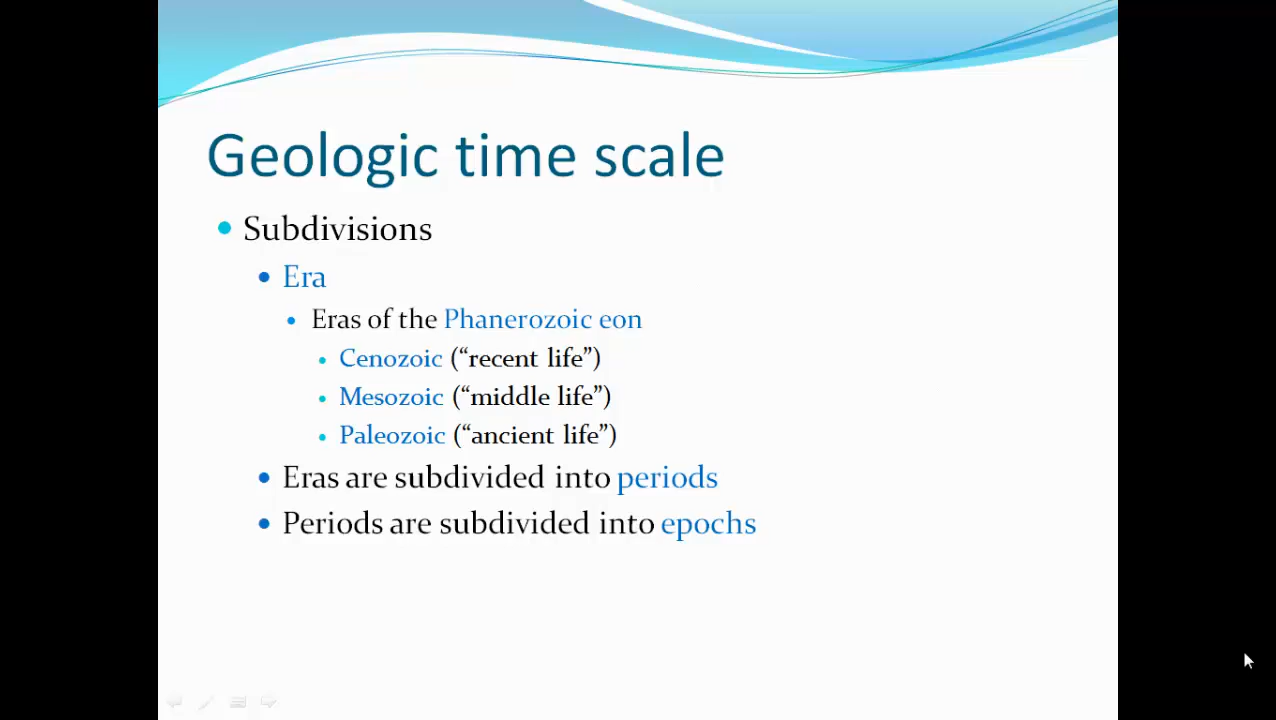 Geologic time scale
Subdivisions
Era
Eras of the Phanerozoic eon
Cenozoic (“recent life”)
Mesozoic (“middle life”)
Paleozoic (“ancient life”)
Eras are subdivided into periods
Periods are subdivided into epochs